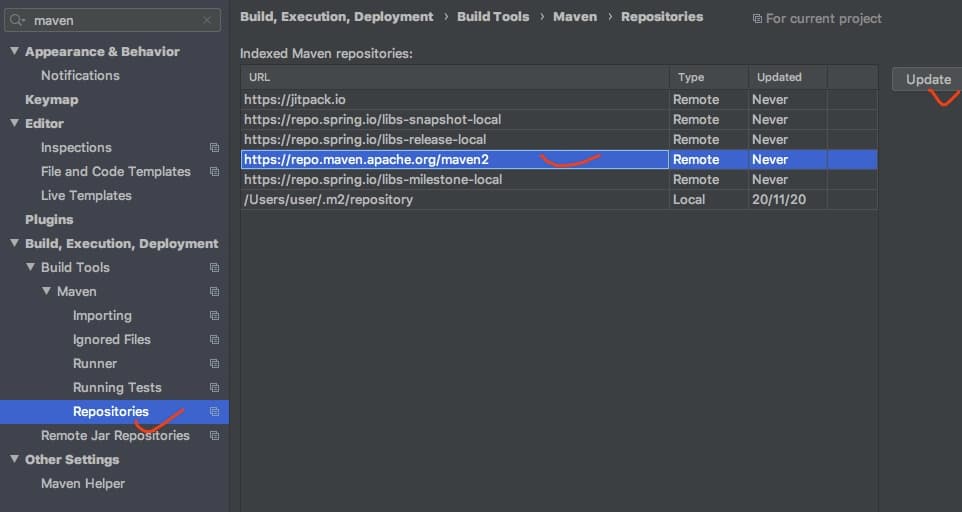 maven
Appearance & Behavior
Notifications
Keymap
Editor
Inspections
File and Code Templates
Live Templates
Plugins
Build, Execution, Deployment
Build Tools
Maven
Importing
Ignored Files
Runner
Running Tests
Repositories
Remote Jar Repositories
Other Settings
Maven Helper
Build, Execution, Deployment › Build Tools › Maven › Repositories For current project
Indexed Maven repositories:
URL Type Updated
https://jitpack.io Remote Never
https://repo.spring.io/libs-snapshot-local Remote Never
https://repo.spring.io/libs-release-local Remote Never
https://repo.maven.apache.org/maven2 Remote Never
https://repo.spring.io/libs-milestone-local Remote Never
/Users/user/.m2/repository Local 20/11/20
Update